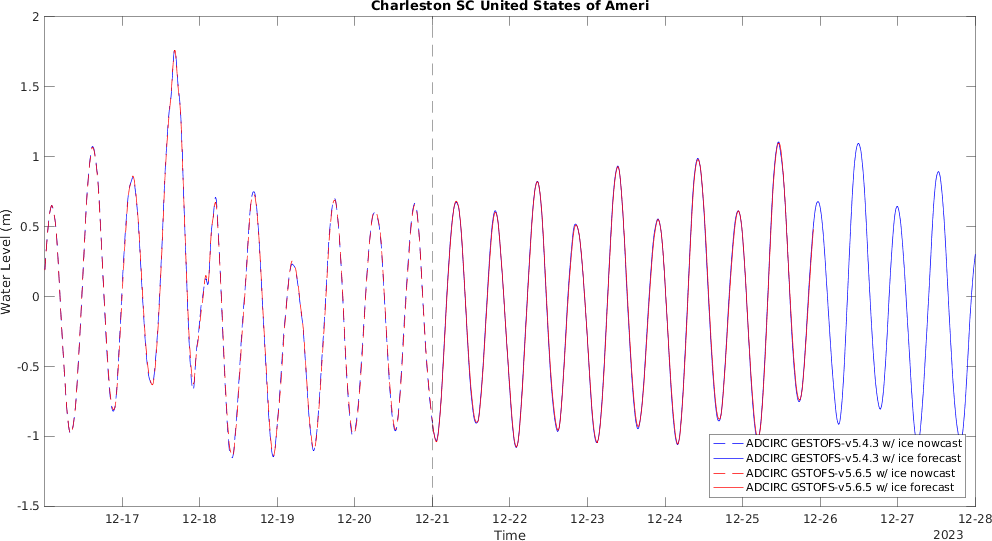 Charleston SC United States of Ameri
2
1.5
1
0.5
0
-0.5
-1
-1.5
Water Level (m)
12-17 12-18 12-19 12-20 12-21 12-22 12-23 12-24 12-25 12-26 12-27 12-28
Time
2023
ADCIRC GESTOFS-v5.4.3 w/ ice nowcast
ADCIRC GESTOFS-v5.4.3 w/ ice forecast
ADCIRC GSTOFS-v5.6.5 w/ ice nowcast
ADCIRC GSTOFS-v5.6.5 w/ ice forecast